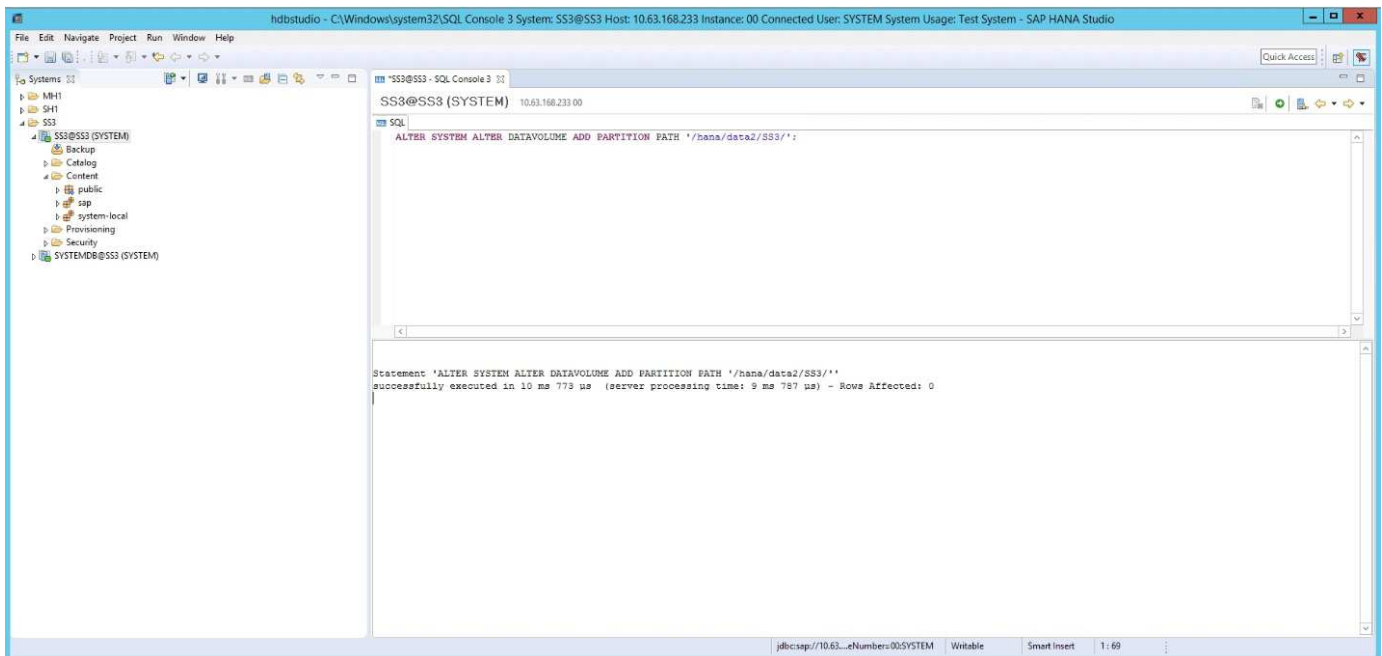 hdbstudio - C:\Windows\system32\SQL Console 3 System: SS3@SS3 Host: 10.63.168.233 Instance: 00 Connected User: SYSTEM System Usage: Test System - SAP HANA Studio
File Edit Navigate Project Run Window Help
Quick Access
Systems
MH1
SH1
SS3
SS3@SS3 (SYSTEM)
Backup
Catalog
Content
public
sap
system-local
Provisioning
Security
SYSTEMDB@SS3 (SYSTEM)
*SS3@SS3 - SQL Console 3
SS3@SS3 (SYSTEM) 10.63.168.233 00
SQL
ALTER SYSTEM ALTER DATAVOLUME ADD PARTITION PATH '/hana/data2/SS3/';
Statement 'ALTER SYSTEM ALTER DATAVOLUME ADD PARTITION PATH '/hana/data2/SS3/''
successfully executed in 10 ms 773 µs (server processing time: 9 ms 787 µs) - Rows Affected: 0
jdbc:sap://10.63....eNumber=00:SYSTEM Writable Smart Insert 1 : 69